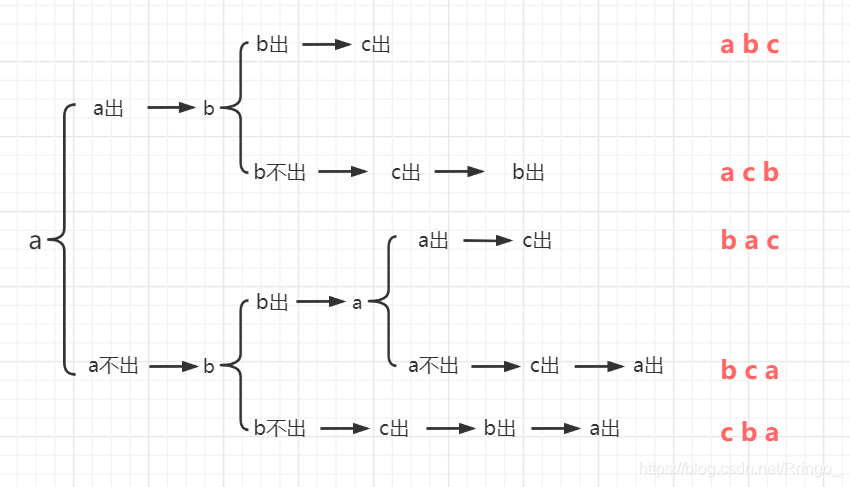 b出 c出 a b c
a出 b
b不出 c出 b出 a c b
a a出 c出 b a c
b出 a
a不出 b a不出 c出 a出 b c a
b不出 c出 b出 a出 c b a
https://blog.csdn.net/Rringo_